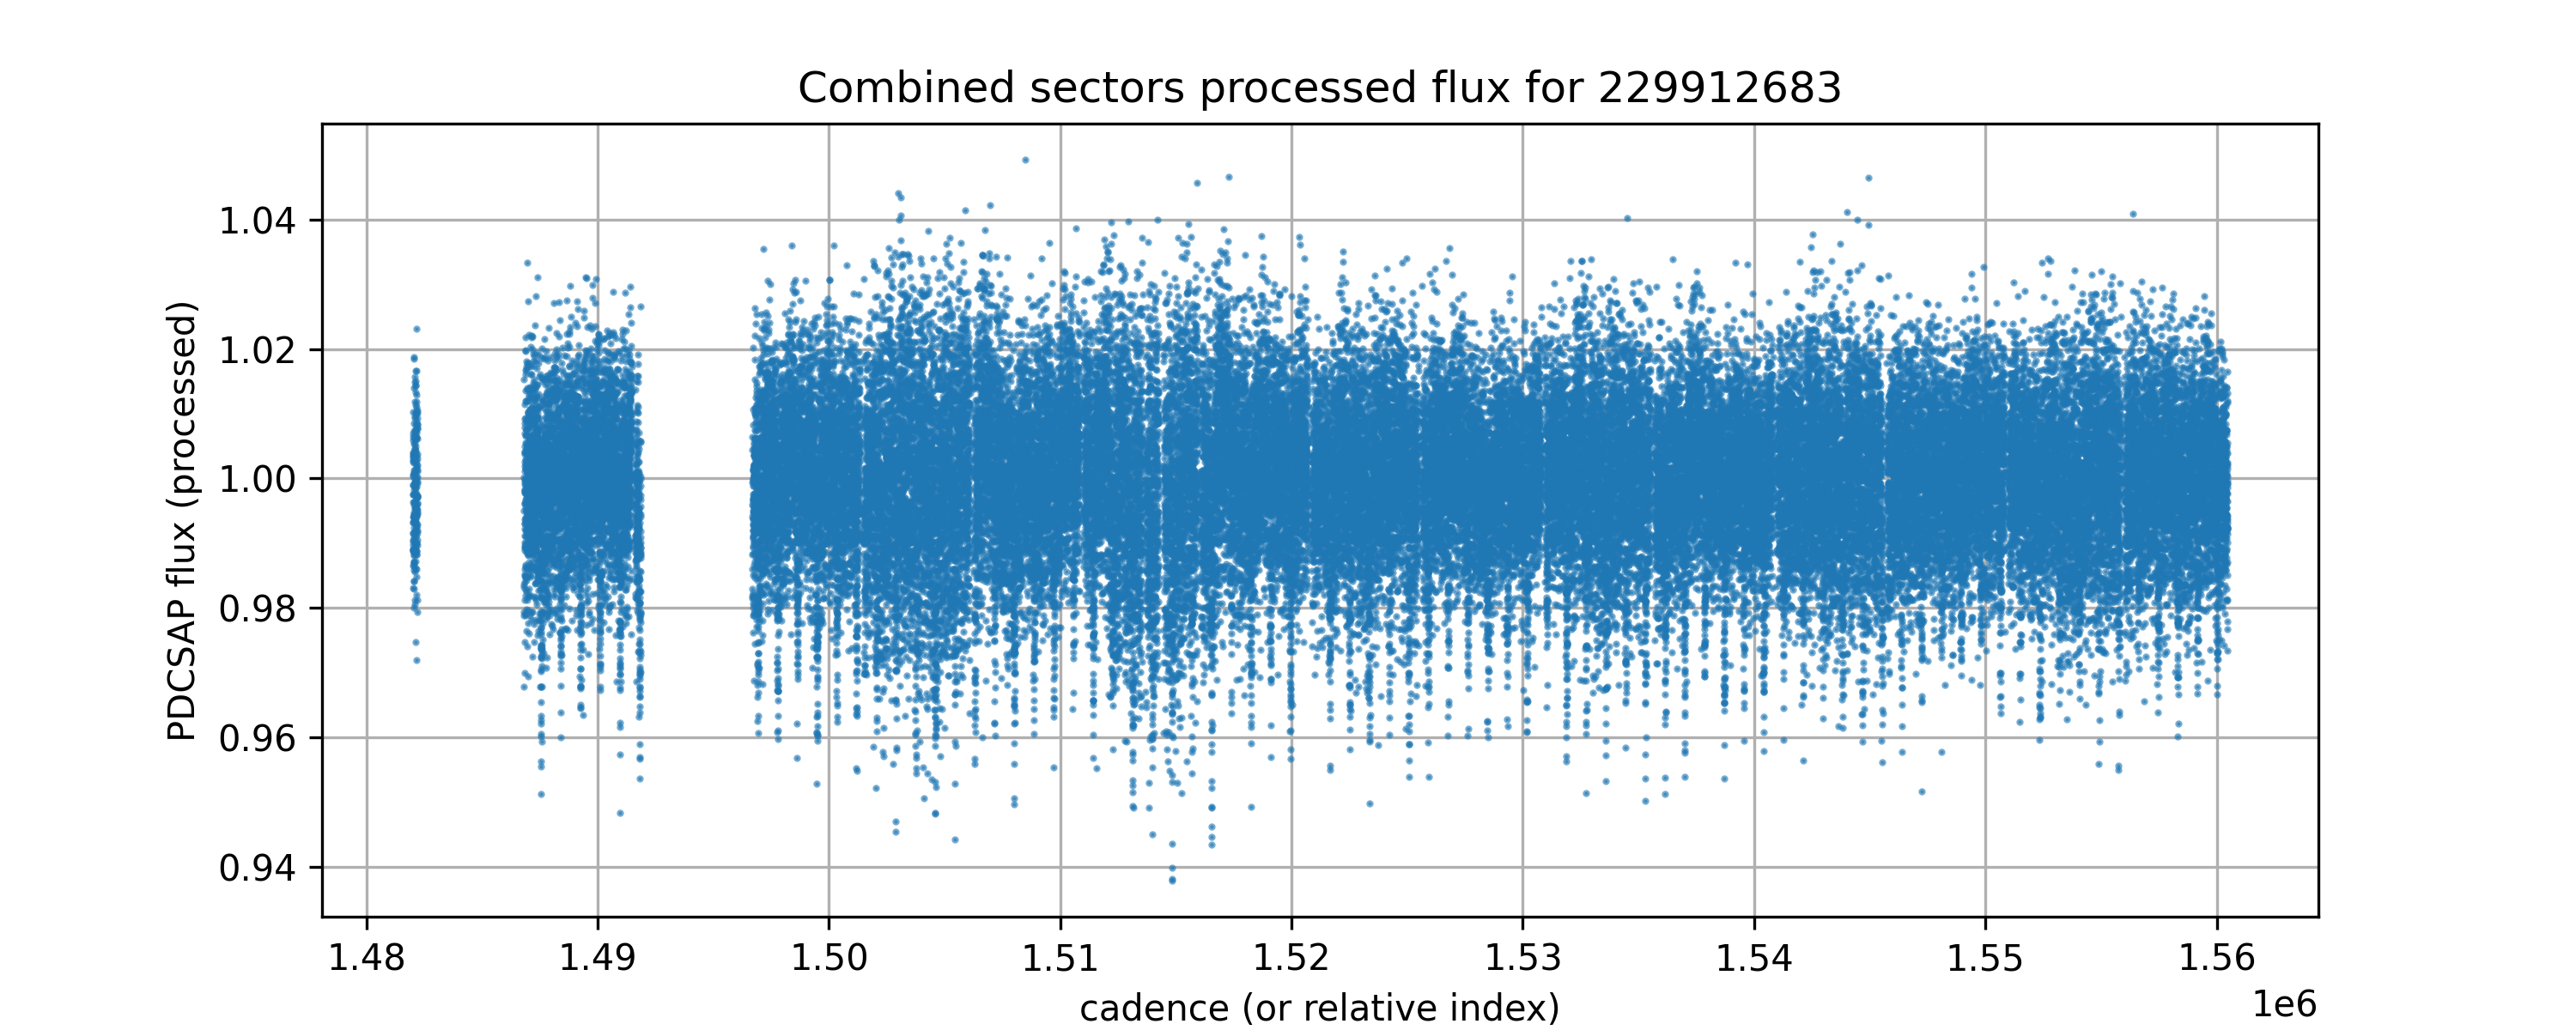 Combined sectors processed flux for 229912683
PDCSAP flux (processed)
1.04
1.02
1.00
0.98
0.96
0.94
1.48 1.49 1.50 1.51 1.52 1.53 1.54 1.55 1.56
1e6
cadence (or relative index)